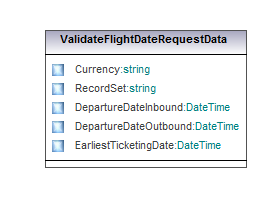 ValidateFlightDateRequestData
Currency:string
RecordSet:string
DepartureDateInbound:DateTime
DepartureDateOutbound:DateTime
EarliestTicketingDate:DateTime